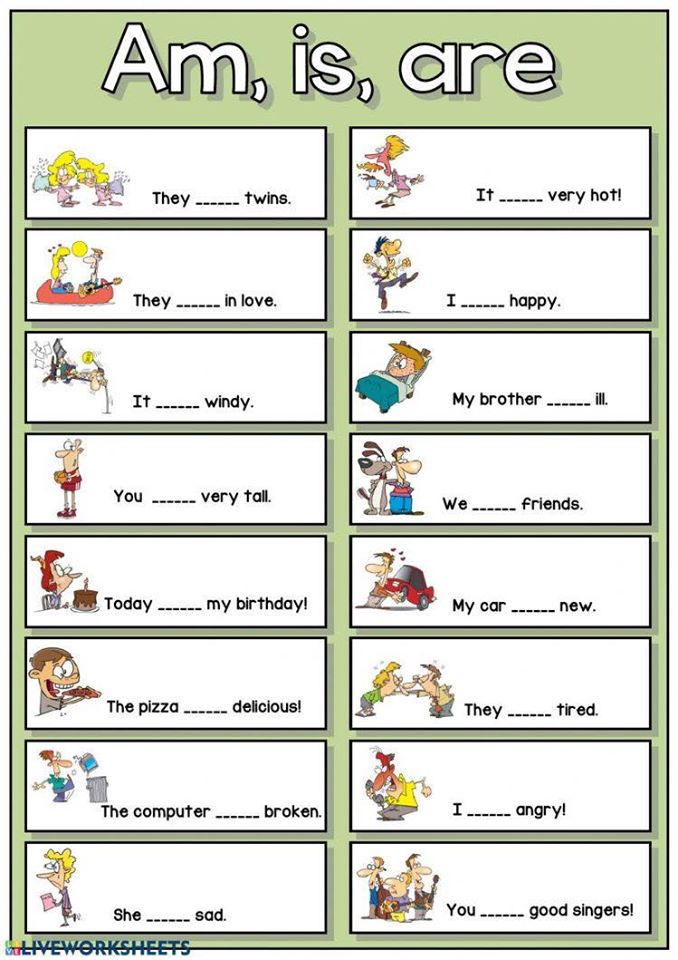 Am, is, are
They ______ twins.
It ______ very hot!
They ______ in love.
I ______ happy.
It ______ windy.
My brother ______ ill.
You ______ very tall.
We ______ friends.
Today ______ my birthday!
My car ______ new.
The pizza ______ delicious!
They ______ tired.
The computer ______ broken.
I ______ angry!
She ______ sad.
You ______ good singers!
LIVEWORKSHEETS